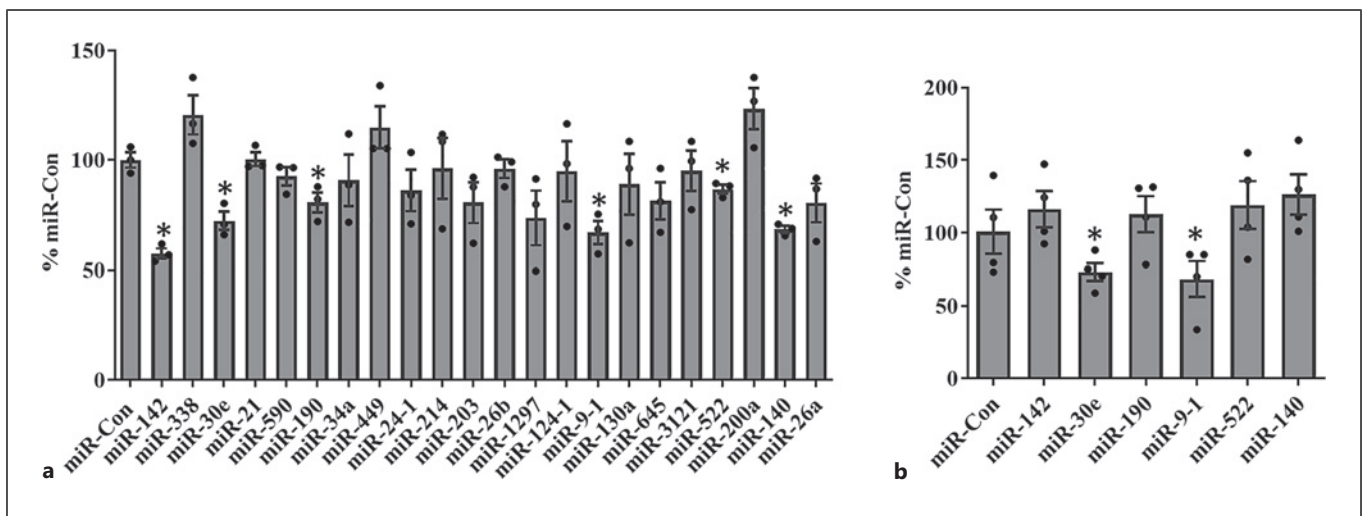 150
100
50
0
% miR-Con
*
*
*
*
*
*
miR-Con
miR-142
miR-338
miR-30e
miR-21
miR-590
miR-190
miR-34a
miR-449
miR-24-1
miR-214
miR-203
miR-26b
miR-1297
miR-124-1
miR-9-1
miR-130a
miR-645
miR-3121
miR-522
miR-200a
miR-140
miR-26a
a
200
150
100
50
0
% miR-Con
*
*
miR-Con
miR-142
miR-30e
miR-190
miR-9-1
miR-522
miR-140
b